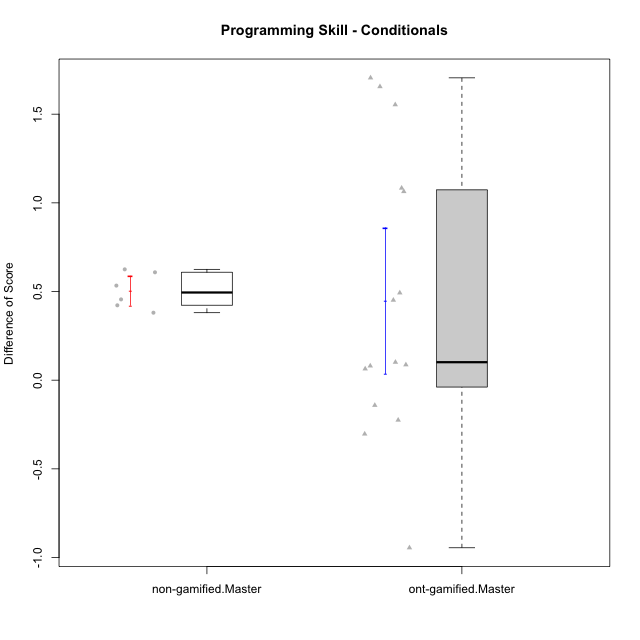 Programming Skill - Conditionals
Difference of Score
1.5
1.0
0.5
0.0
-0.5
-1.0
non-gamified.Master
ont-gamified.Master